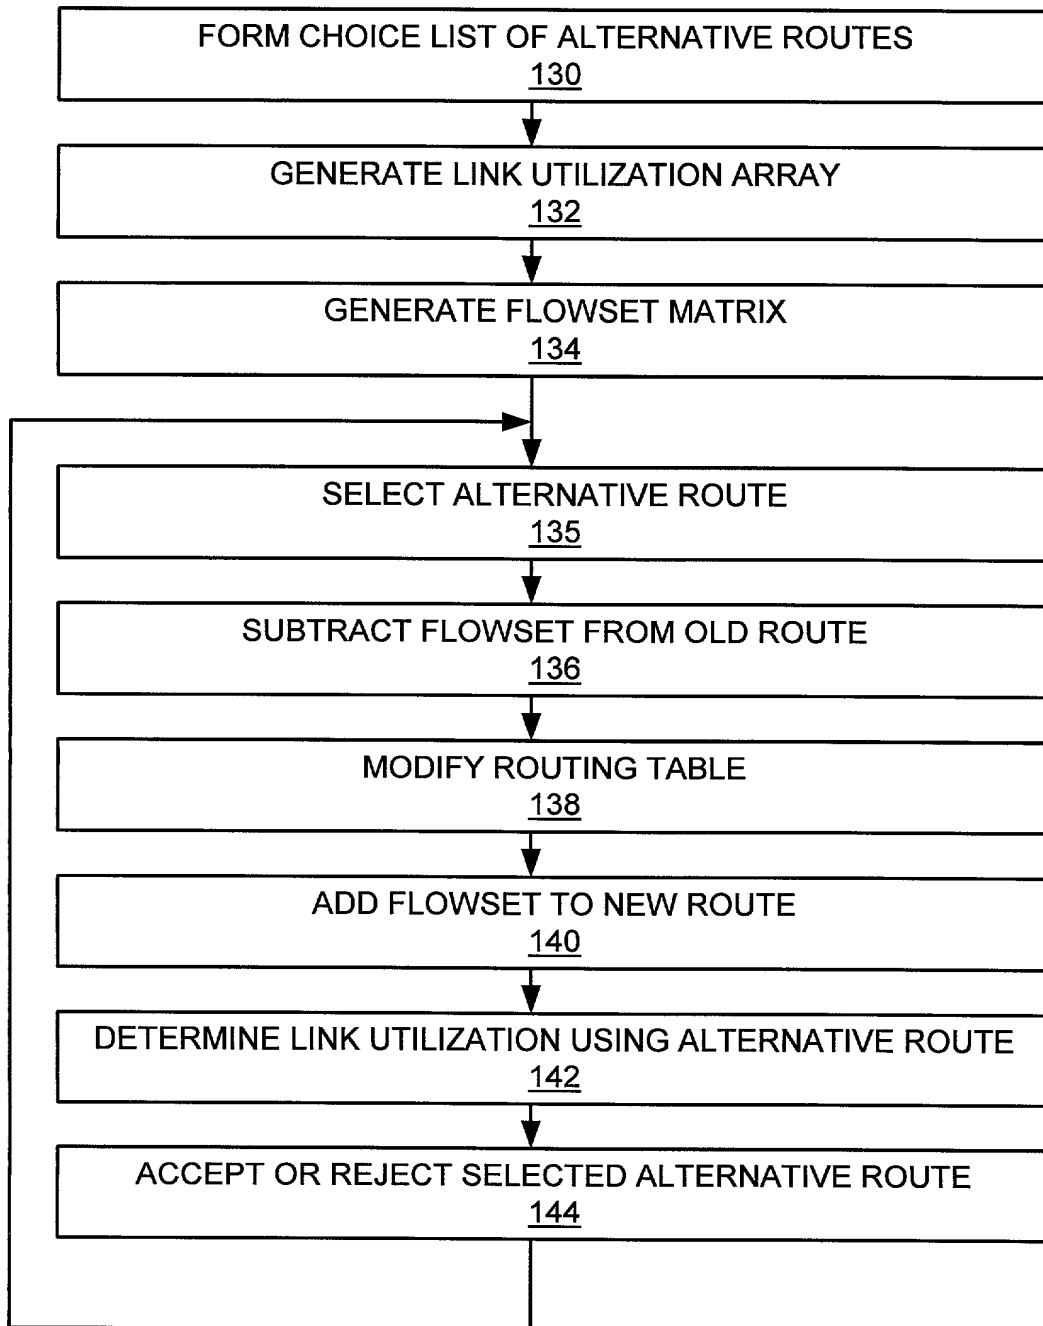 FORM CHOICE LIST OF ALTERNATIVE ROUTES
130
GENERATE LINK UTILIZATION ARRAY
132
GENERATE FLOWSET MATRIX
134
SELECT ALTERNATIVE ROUTE
135
SUBTRACT FLOWSET FROM OLD ROUTE
136
MODIFY ROUTING TABLE
138
ADD FLOWSET TO NEW ROUTE
140
DETERMINE LINK UTILIZATION USING ALTERNATIVE ROUTE
142
ACCEPT OR REJECT SELECTED ALTERNATIVE ROUTE
144